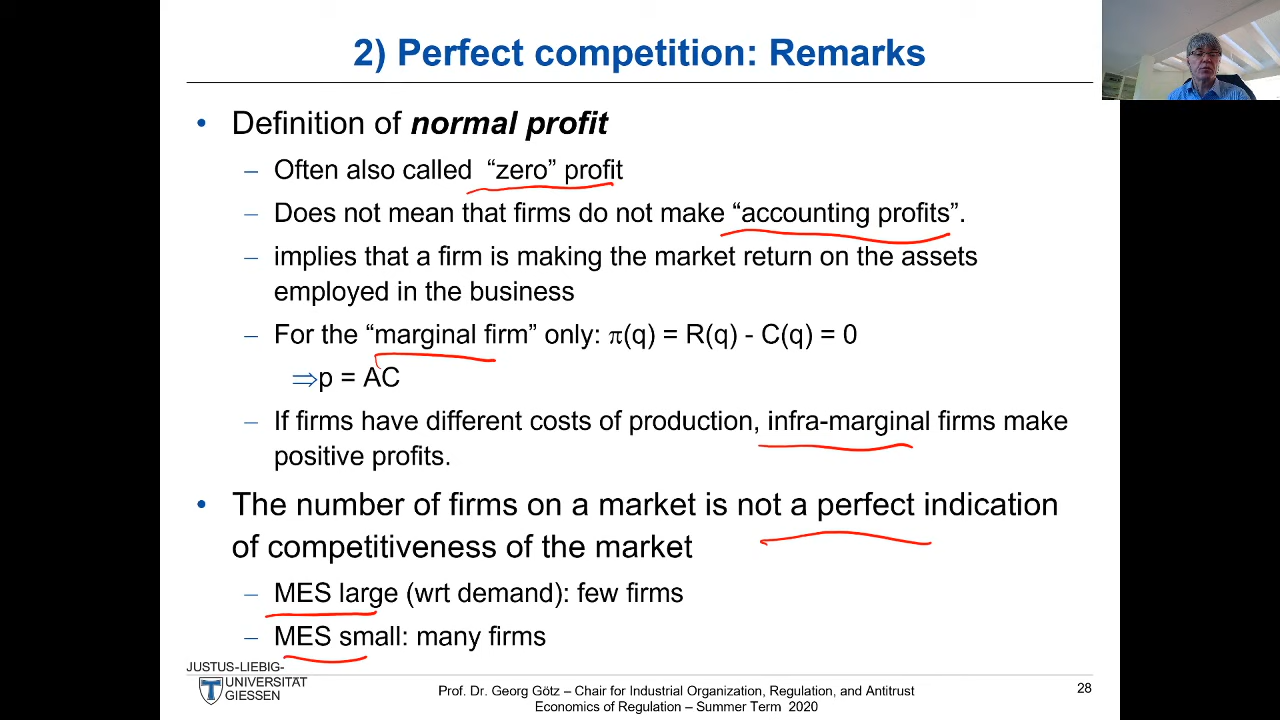 2) Perfect competition: Remarks
• Definition of normal profit
– Often also called “zero” profit
– Does not mean that firms do not make “accounting profits”.
– implies that a firm is making the market return on the assets
employed in the business
– For the “marginal firm” only: π(q) = R(q) - C(q) = 0
⇒p = AC
– If firms have different costs of production, infra-marginal firms make
positive profits.
• The number of firms on a market is not a perfect indication
of competitiveness of the market
– MES large (wrt demand): few firms
– MES small: many firms
JUSTUS-LIEBIG-
UNIVERSITÄT
GIESSEN
Prof. Dr. Georg Götz – Chair for Industrial Organization, Regulation, and Antitrust
Economics of Regulation – Summer Term 2020
28